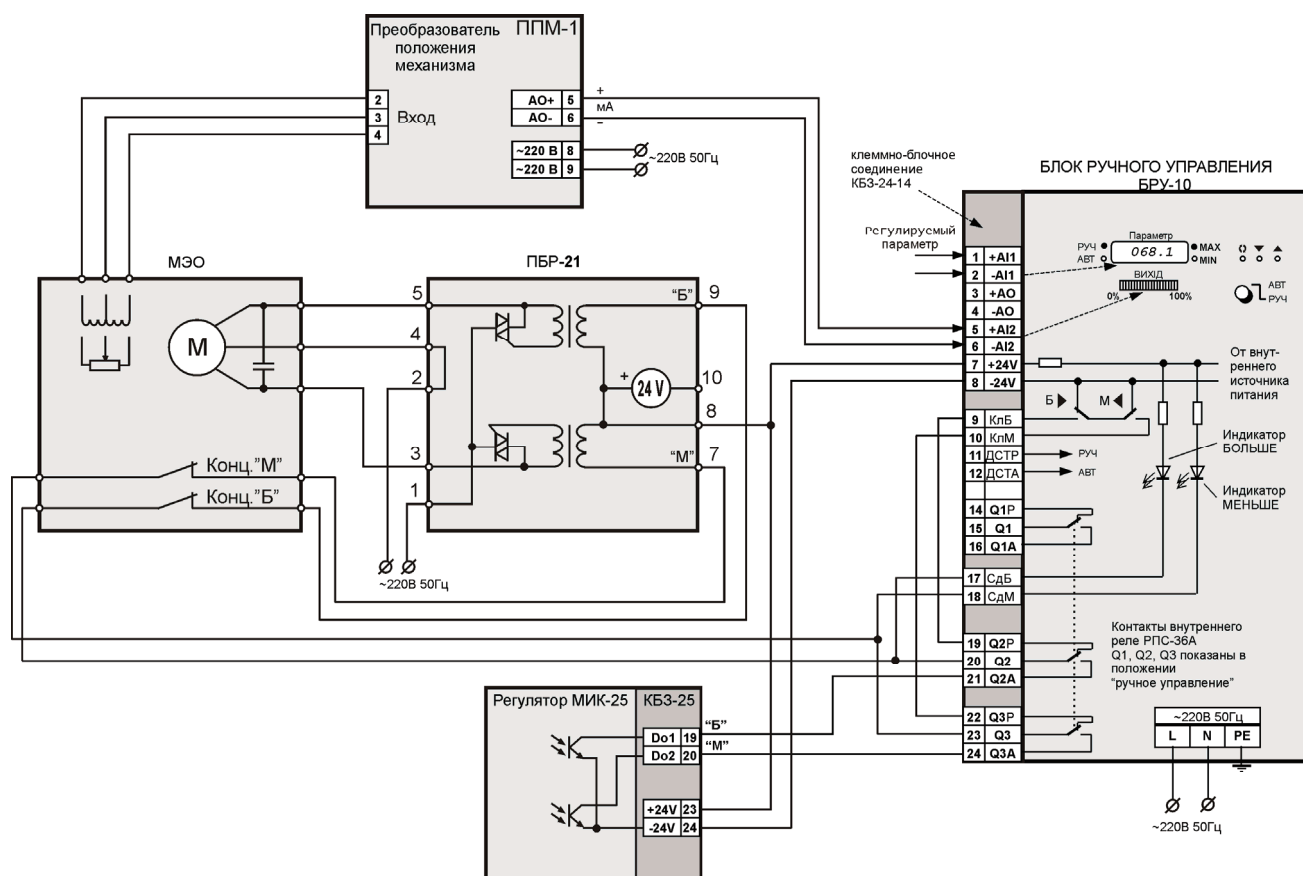 Преобразователь ППМ-1
положения
механизма
2
3 Вход
4
АО+ 5
АО- 6
+
мА
−
~220 В 8
~220 В 9
~220В 50Гц
МЭО
М
Конц."М"
Конц."Б"
ПБР-21
5
4
2
3
1
"Б" 9
10
+ 24 V
8
"М" 7
~220В 50Гц
клеммно-блочное
соединение
КБЗ-24-14
БЛОК РУЧНОГО УПРАВЛЕНИЯ
БРУ-10
Регулируемый
параметр
1 +AI1
2 -AI1
3 +AO
4 -AO
5 +AI2
6 -AI2
7 +24V
8 -24V
9 КлБ
10 КлМ
11 ДСТР
12 ДСТА
14 Q1Р
15 Q1
16 Q1А
17 СдБ
18 СдМ
19 Q2Р
20 Q2
21 Q2А
22 Q3Р
23 Q3
24 Q3А
Параметр
РУЧ 068.1 MAX
АВТ MIN
ВИХІД
0% 100%
АВТ
РУЧ
От внут-
реннего
источника
питания
Б М
РУЧ
АВТ
Индикатор
БОЛЬШЕ
Индикатор
МЕНЬШЕ
Контакты внутреннего
реле РПС-36А
Q1, Q2, Q3 показаны в
положении
"ручное управление"
~220В 50Гц
L N PE
~220В 50Гц
Регулятор МИК-25 КБЗ-25
Do1 19 "Б"
Do2 20 "М"
+24V 23
-24V 24